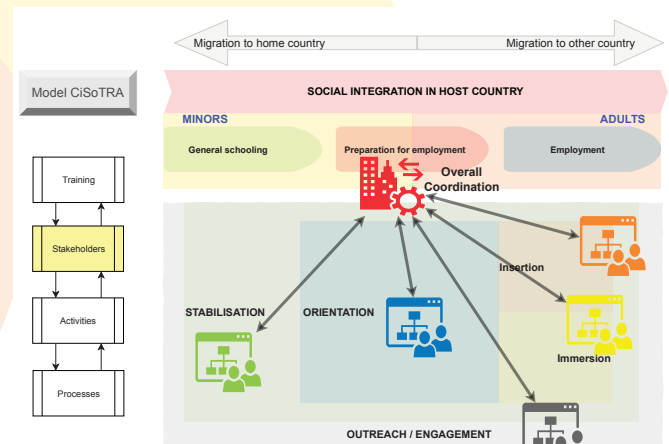 Migration to home country
Migration to other country
Model CiSoTRA
SOCIAL INTEGRATION IN HOST COUNTRY
MINORS
ADULTS
General schooling
Preparation for employment
Employment
Overall
Coordination
Training
Stakeholders
Activities
Processes
Insertion
STABILISATION
ORIENTATION
Immersion
OUTREACH / ENGAGEMENT